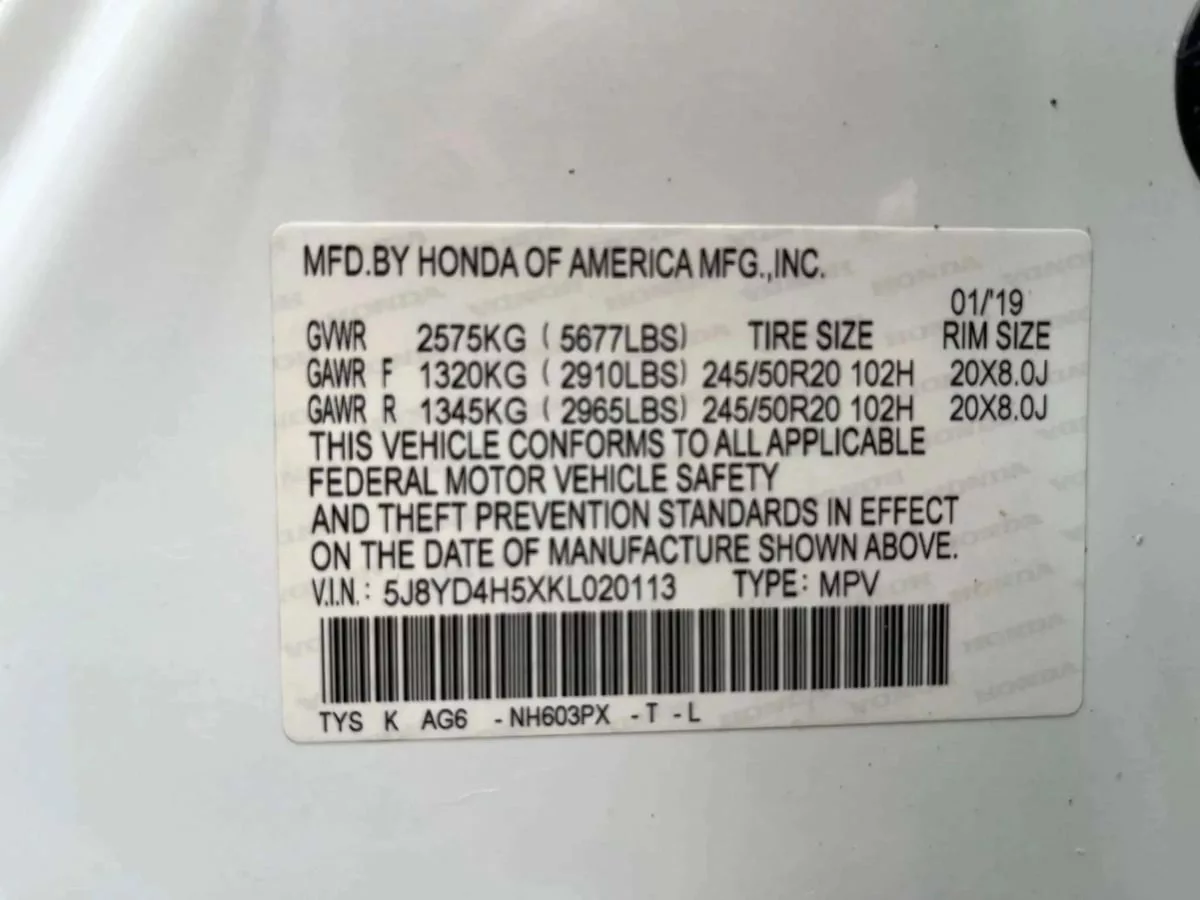 MFD.BY HONDA OF AMERICA MFG.,INC.
01/'19
GVWR 2575KG ( 5677LBS) TIRE SIZE RIM SIZE
GAWR F 1320KG ( 2910LBS) 245/50R20 102H 20X8.0J
GAWR R 1345KG ( 2965LBS) 245/50R20 102H 20X8.0J
THIS VEHICLE CONFORMS TO ALL APPLICABLE
FEDERAL MOTOR VEHICLE SAFETY
AND THEFT PREVENTION STANDARDS IN EFFECT
ON THE DATE OF MANUFACTURE SHOWN ABOVE.
V.I.N.: 5J8YD4H5XKL020113 TYPE: MPV
TYS K AG6 -NH603PX -T -L